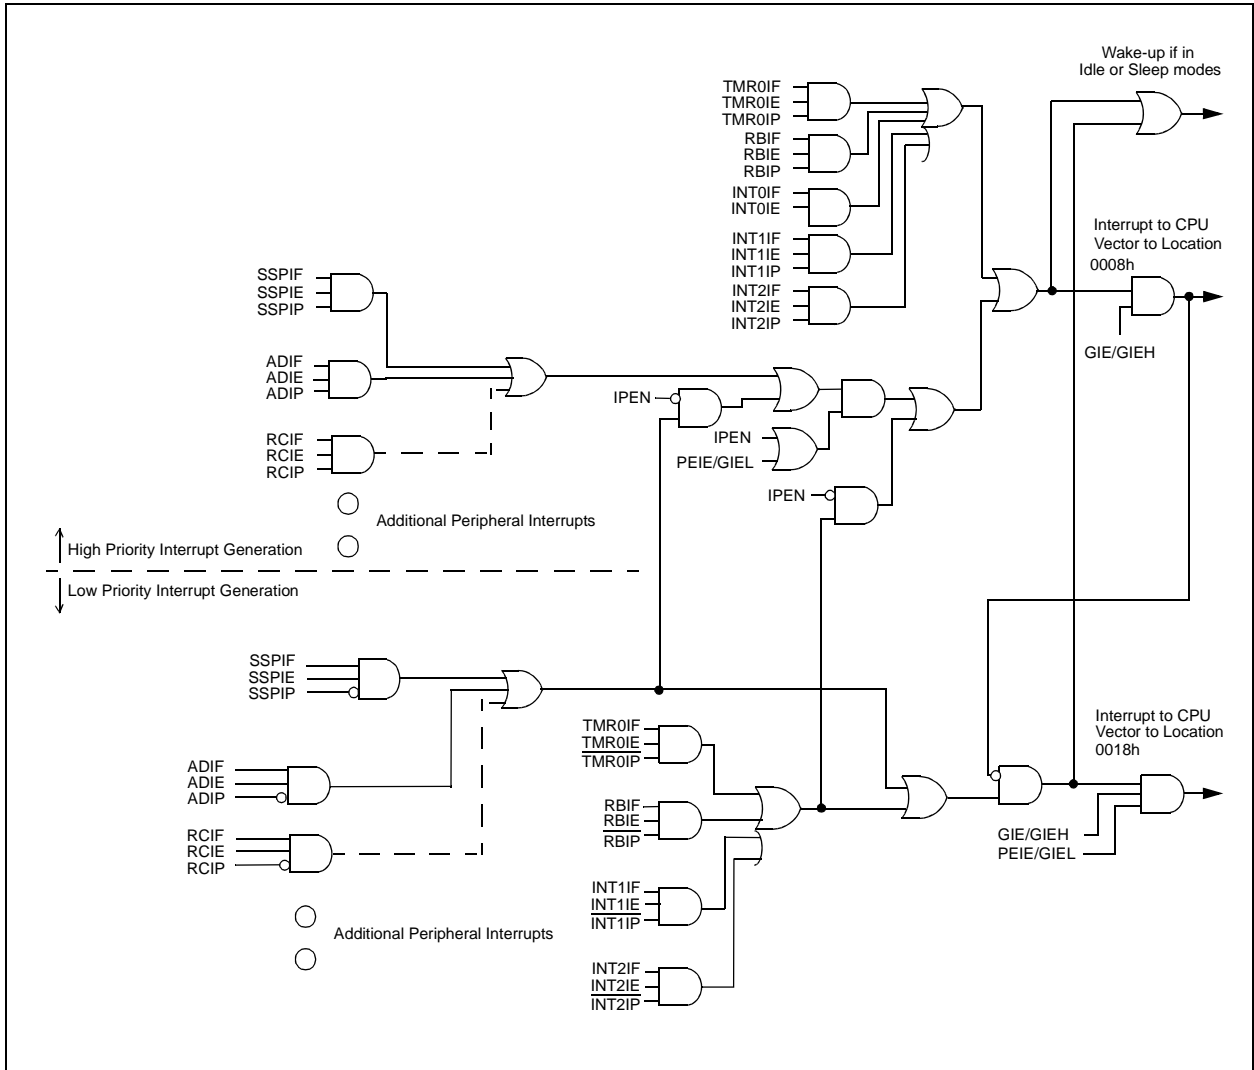 Wake-up if in
Idle or Sleep modes
TMR0IF
TMR0IE
TMR0IP
RBIF
RBIE
RBIP
INT0IF
INT0IE
INT1IF
INT1IE
INT1IP
INT2IF
INT2IE
INT2IP
Interrupt to CPU
Vector to Location
0008h
GIE/GIEH
SSPIF
SSPIE
SSPIP
ADIF
ADIE
ADIP
RCIF
RCIE
RCIP
IPEN
IPEN
PEIE/GIEL
IPEN
Additional Peripheral Interrupts
High Priority Interrupt Generation
Low Priority Interrupt Generation
SSPIF
SSPIE
SSPIP
ADIF
ADIE
ADIP
RCIF
RCIE
RCIP
Additional Peripheral Interrupts
TMR0IF
TMR0IE
TMR0IP
RBIF
RBIE
RBIP
INT1IF
INT1IE
INT1IP
INT2IF
INT2IE
INT2IP
Interrupt to CPU
Vector to Location
0018h
GIE/GIEH
PEIE/GIEL